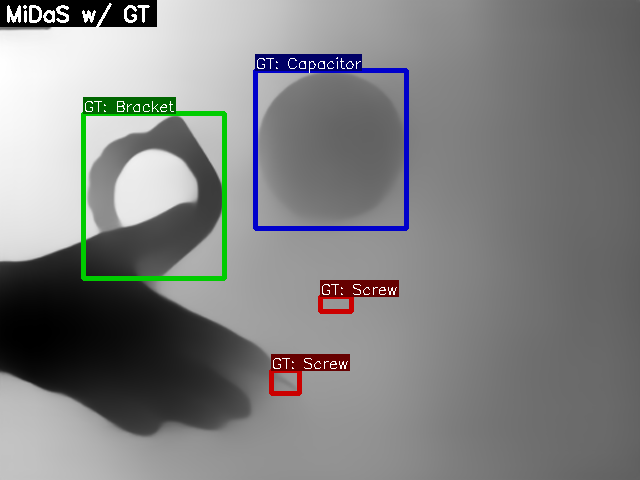 MiDaS w/ GT
GT: Capacitor
GT: Bracket
GT: Screw
GT: Screw